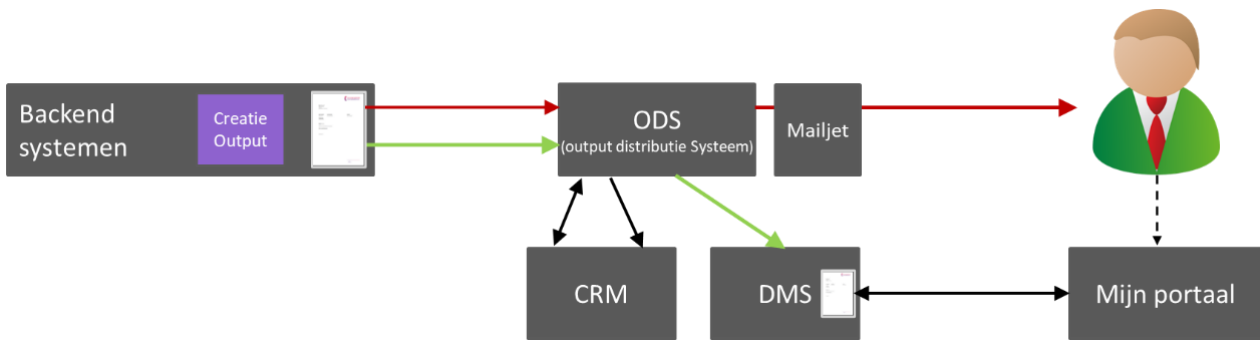 Backend
systemen
Creatie
Output
ODS
(output distributie Systeem)
Mailjet
CRM
DMS
Mijn portaal